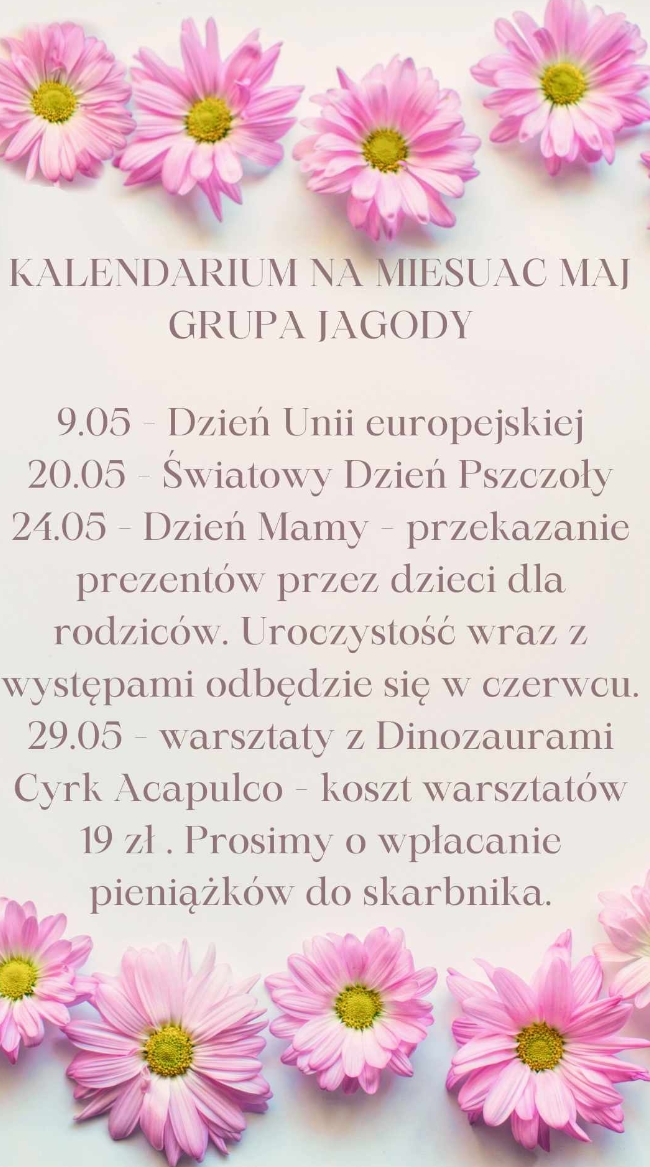 KALENDARIUM NA MIESUAC MAJ
GRUPA JAGODY
9.05 - Dzień Unii europejskiej
20.05 - Światowy Dzień Pszczoły
24.05 - Dzień Mamy - przekazanie
prezentów przez dzieci dla
rodziców. Uroczystość wraz z
występami odbędzie się w czerwcu.
29.05 - warsztaty z Dinozaurami
Cyrk Acapulco - koszt warsztatów
19 zł . Prosimy o wpłacanie
pieniążków do skarbnika.